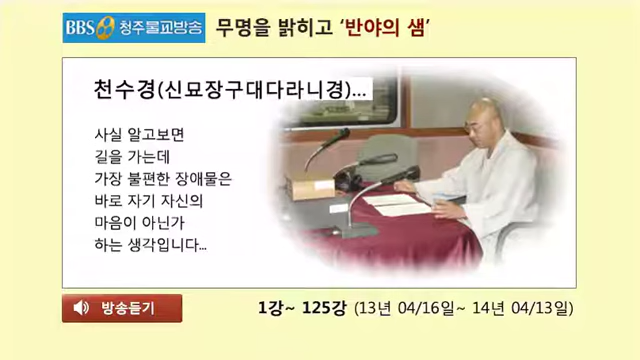 BBS 청주불교방송 무명을 밝히고 ‘반야의 샘’
천수경(신묘장구대다라니경)...
사실 알고보면
길을 가는데
가장 불편한 장애물은
바로 자기 자신의
마음이 아닌가
하는 생각입니다...
방송듣기 1강~ 125강 (13년 04/16일~ 14년 04/13일)